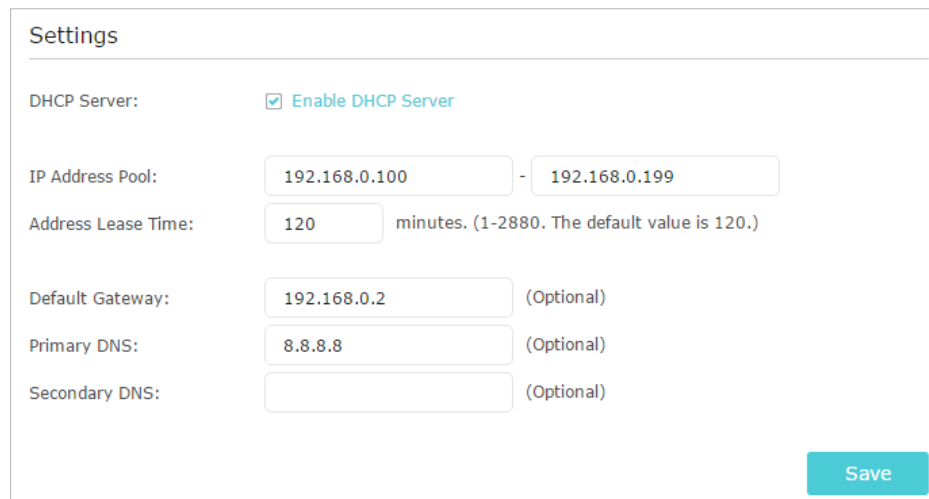 Settings
DHCP Server: Enable DHCP Server
IP Address Pool: 192.168.0.100 - 192.168.0.199
Address Lease Time: 120 minutes. (1-2880. The default value is 120.)
Default Gateway: 192.168.0.2 (Optional)
Primary DNS: 8.8.8.8 (Optional)
Secondary DNS: (Optional)
Save